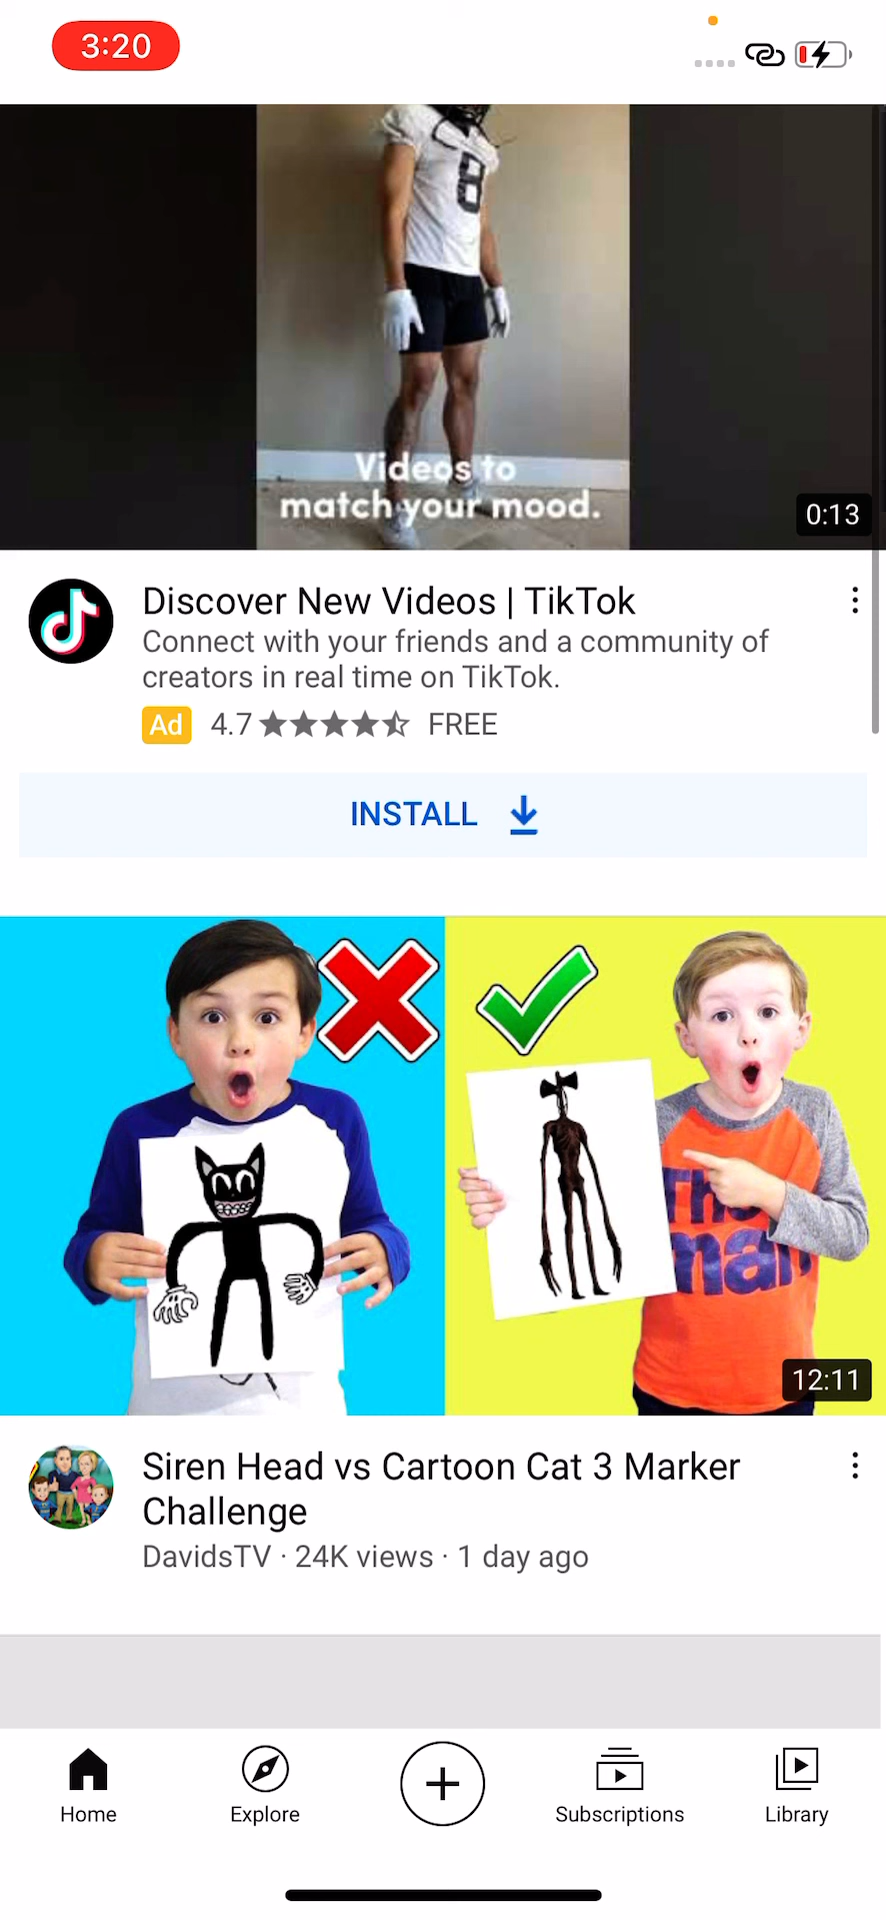 3:20
8
Videos to
match your mood.
0:13
Discover New Videos | TikTok
Connect with your friends and a community of
creators in real time on TikTok.
Ad 4.7 FREE
INSTALL
12:11
Siren Head vs Cartoon Cat 3 Marker
Challenge
DavidsTV · 24K views · 1 day ago
Home Explore Subscriptions Library